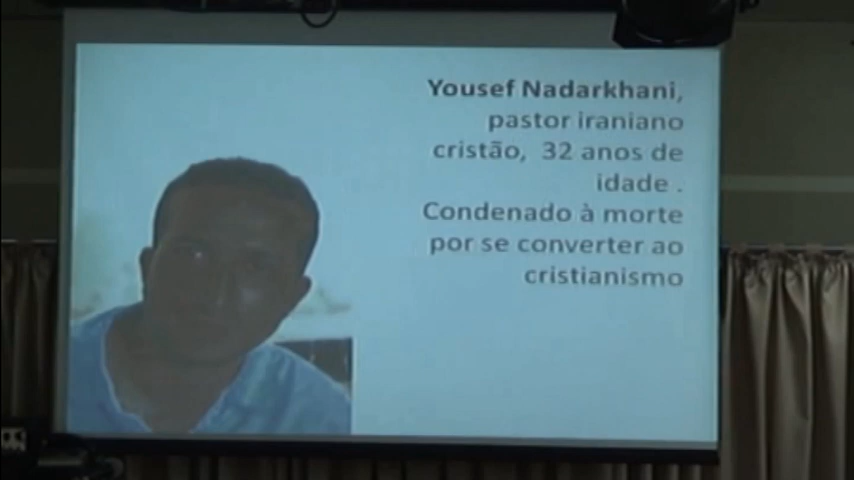 Yousef Nadarkhani,
pastor iraniano
cristão, 32 anos de
idade .
Condenado à morte
por se converter ao
cristianismo